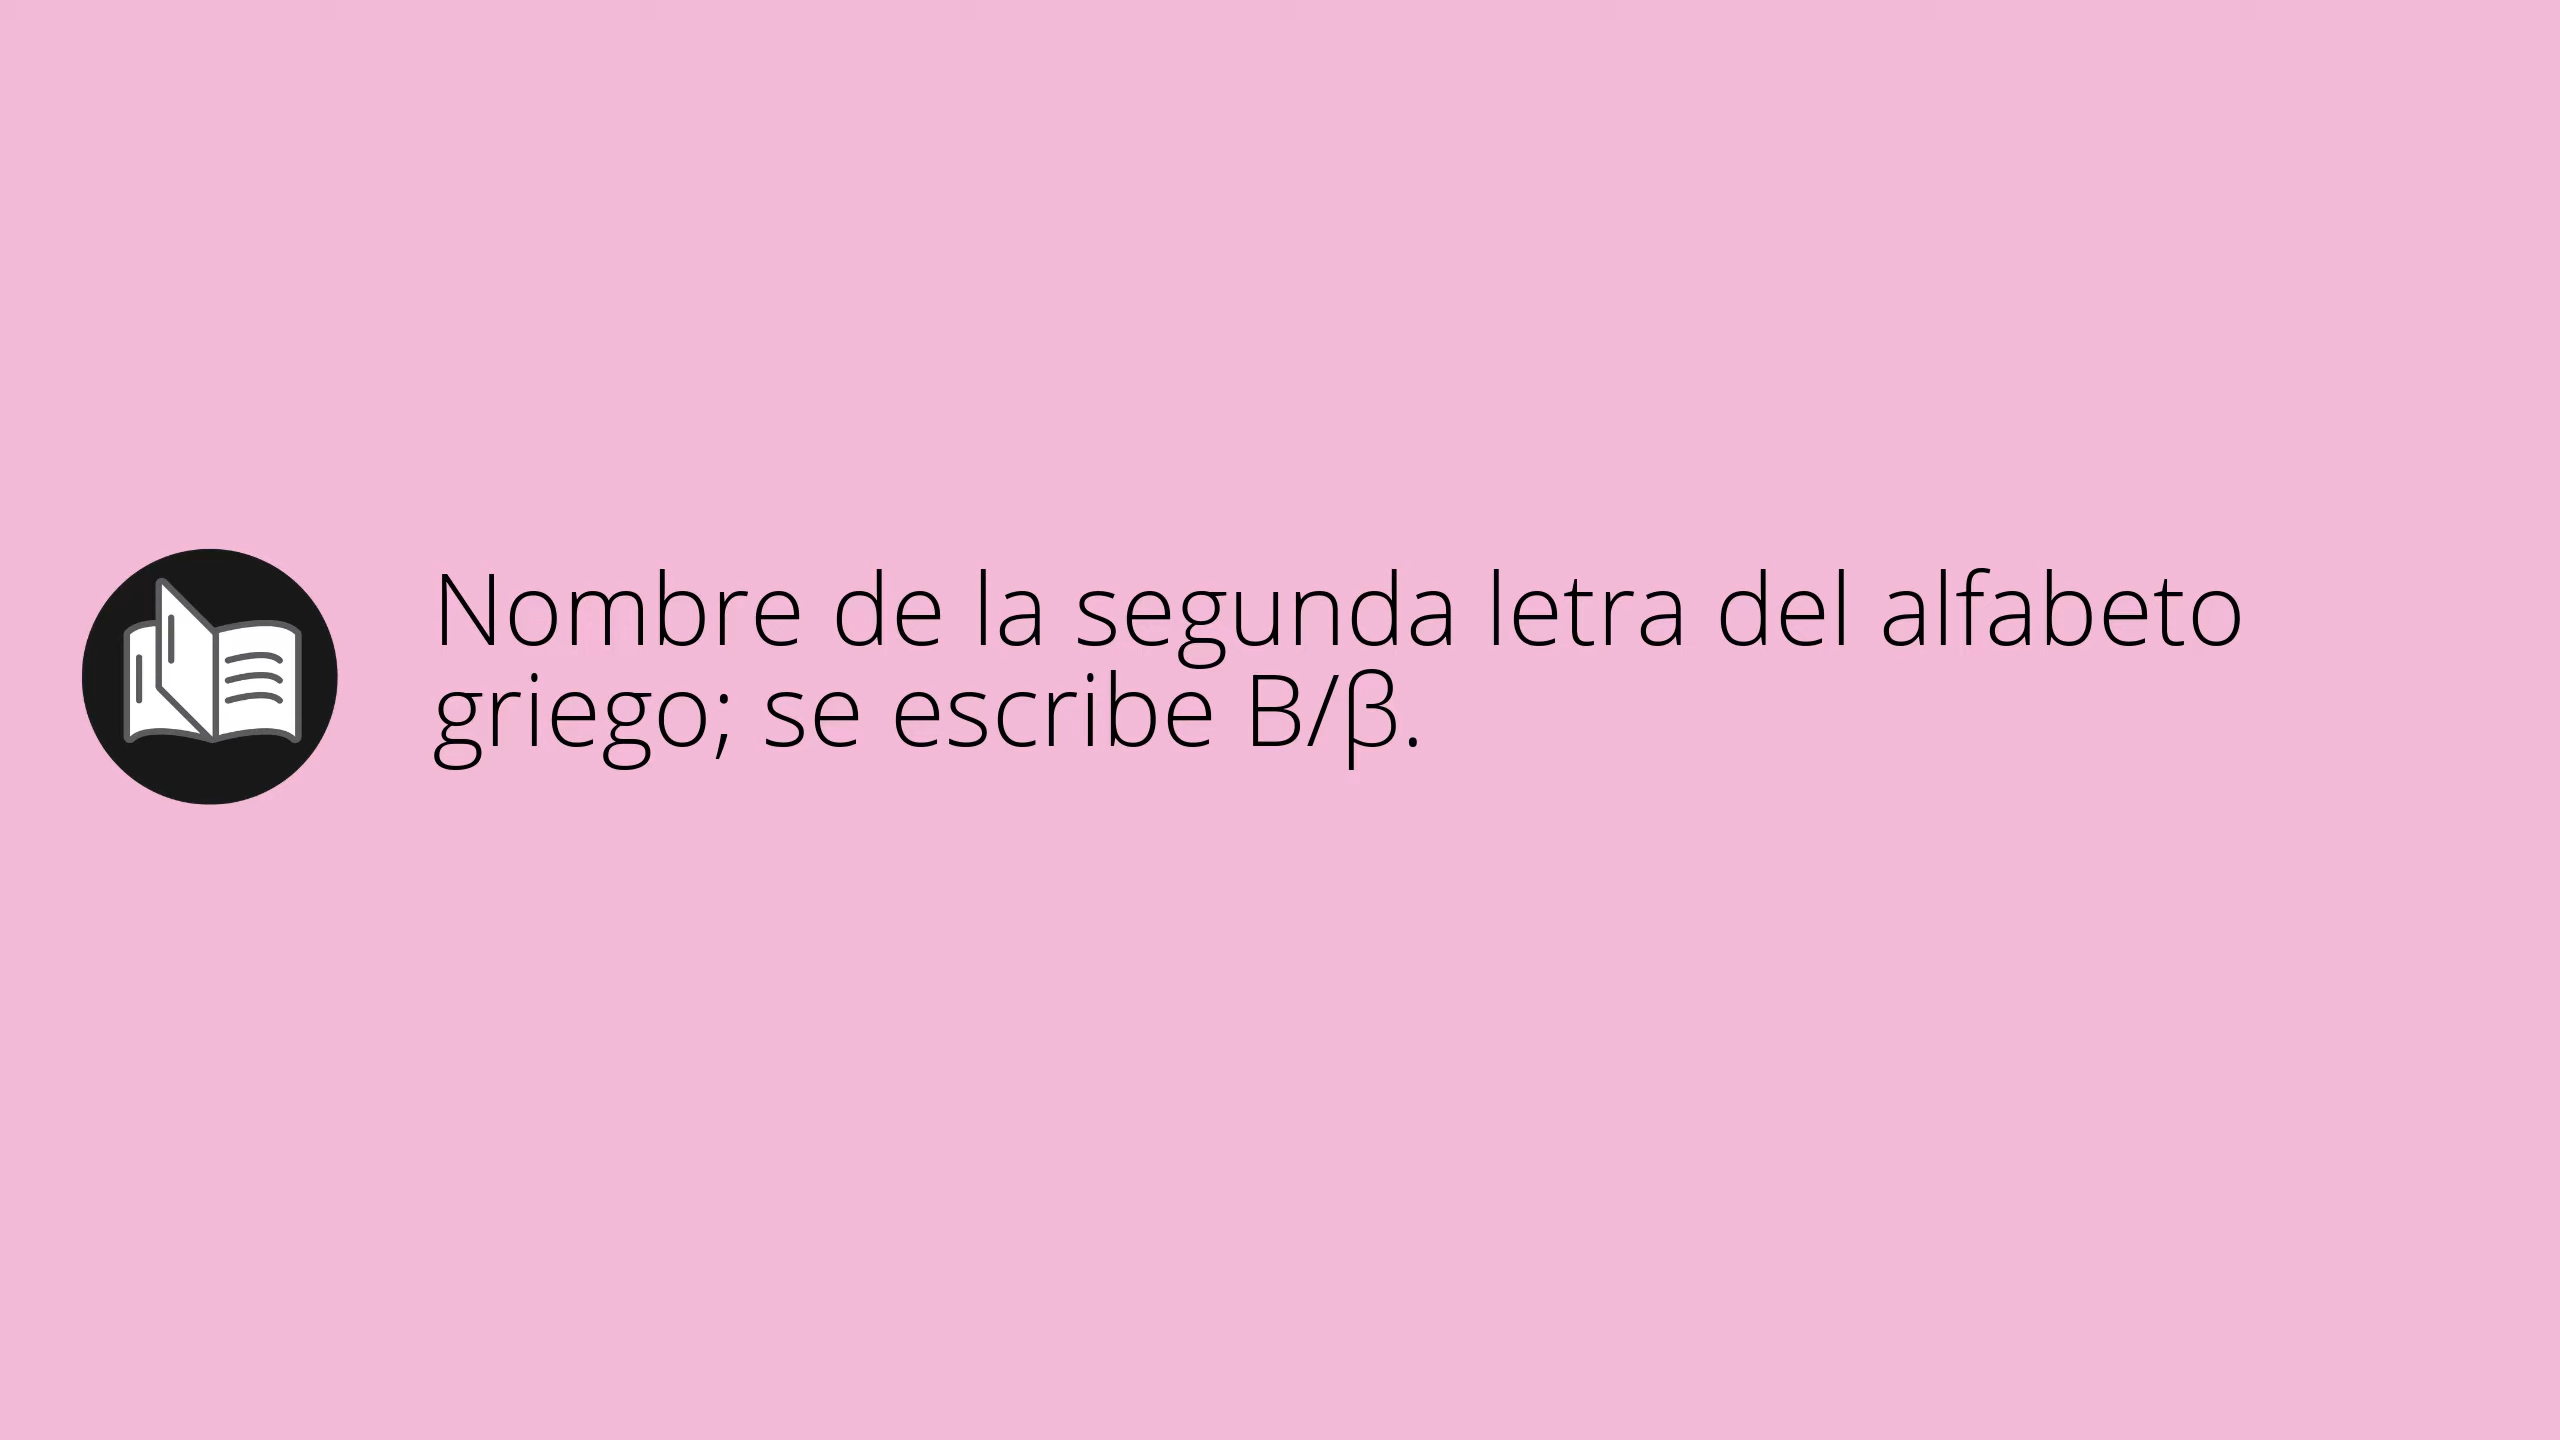 Nombre de la segunda letra del alfabeto
griego; se escribe Β/β.